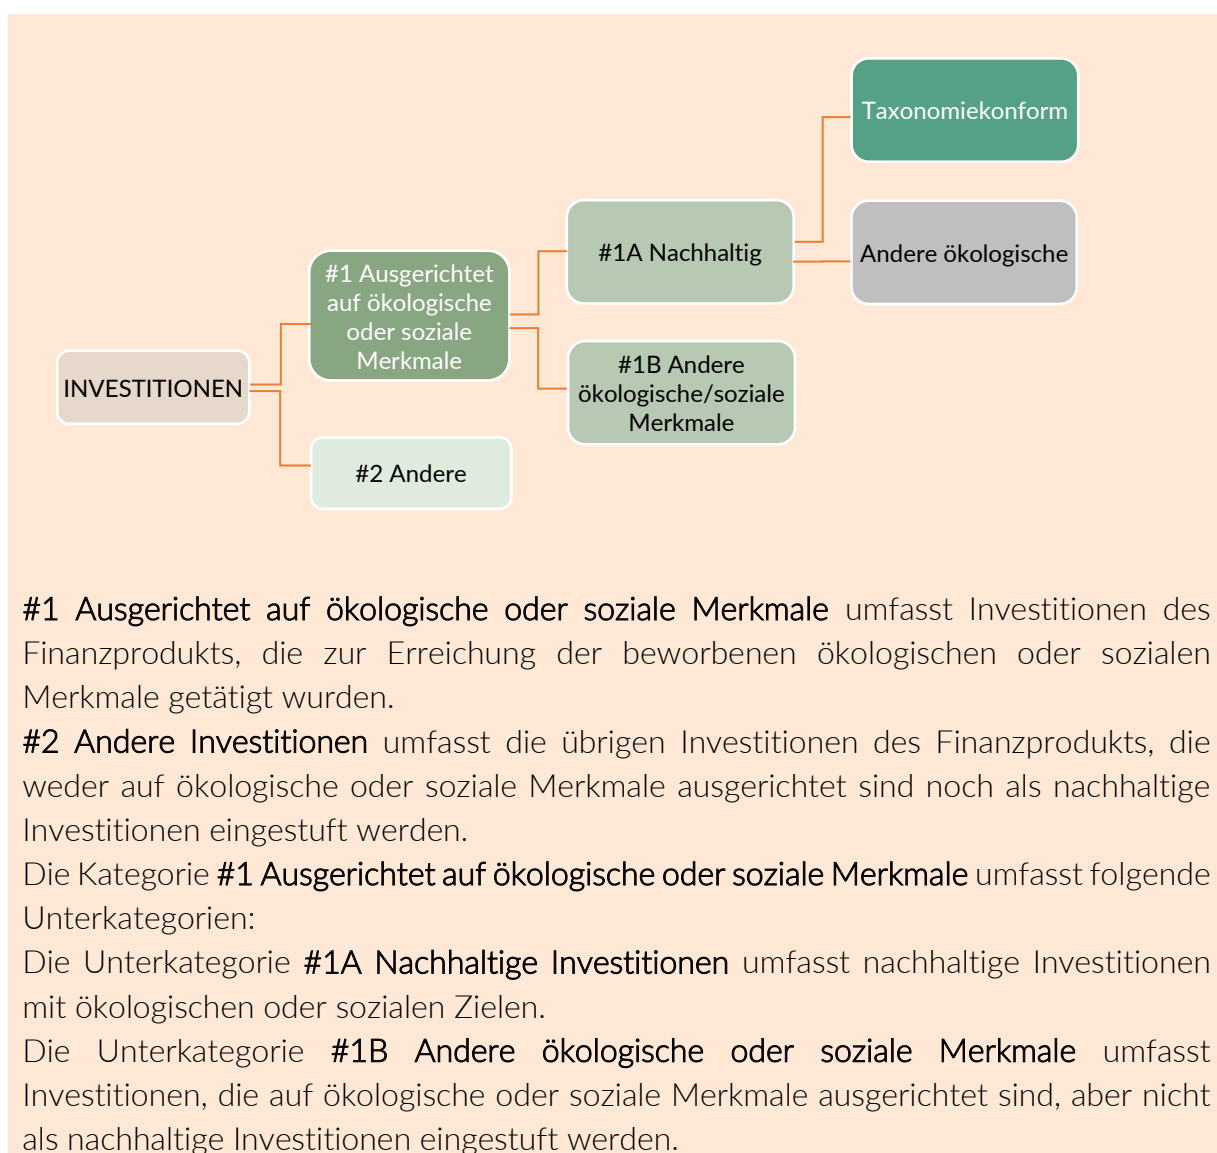 Taxonomiekonform
#1A Nachhaltig
Andere ökologische
#1 Ausgerichtet
auf ökologische
oder soziale
Merkmale
#1B Andere
ökologische/soziale
Merkmale
INVESTITIONEN
#2 Andere
#1 Ausgerichtet auf ökologische oder soziale Merkmale umfasst Investitionen des
Finanzprodukts, die zur Erreichung der beworbenen ökologischen oder sozialen
Merkmale getätigt wurden.
#2 Andere Investitionen umfasst die übrigen Investitionen des Finanzprodukts, die
weder auf ökologische oder soziale Merkmale ausgerichtet sind noch als nachhaltige
Investitionen eingestuft werden.
Die Kategorie #1 Ausgerichtet auf ökologische oder soziale Merkmale umfasst folgende
Unterkategorien:
Die Unterkategorie #1A Nachhaltige Investitionen umfasst nachhaltige Investitionen
mit ökologischen oder sozialen Zielen.
Die Unterkategorie #1B Andere ökologische oder soziale Merkmale umfasst
Investitionen, die auf ökologische oder soziale Merkmale ausgerichtet sind, aber nicht
als nachhaltige Investitionen eingestuft werden.